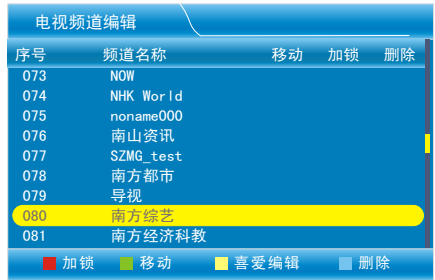 电视频道编辑
序号 频道名称 移动 加锁 删除
073 NOW
074 NHK World
075 noname000
076 南山资讯
077 SZMG_test
078 南方都市
079 导视
080 南方综艺
081 南方经济科教
加锁 移动 喜爱编辑 删除